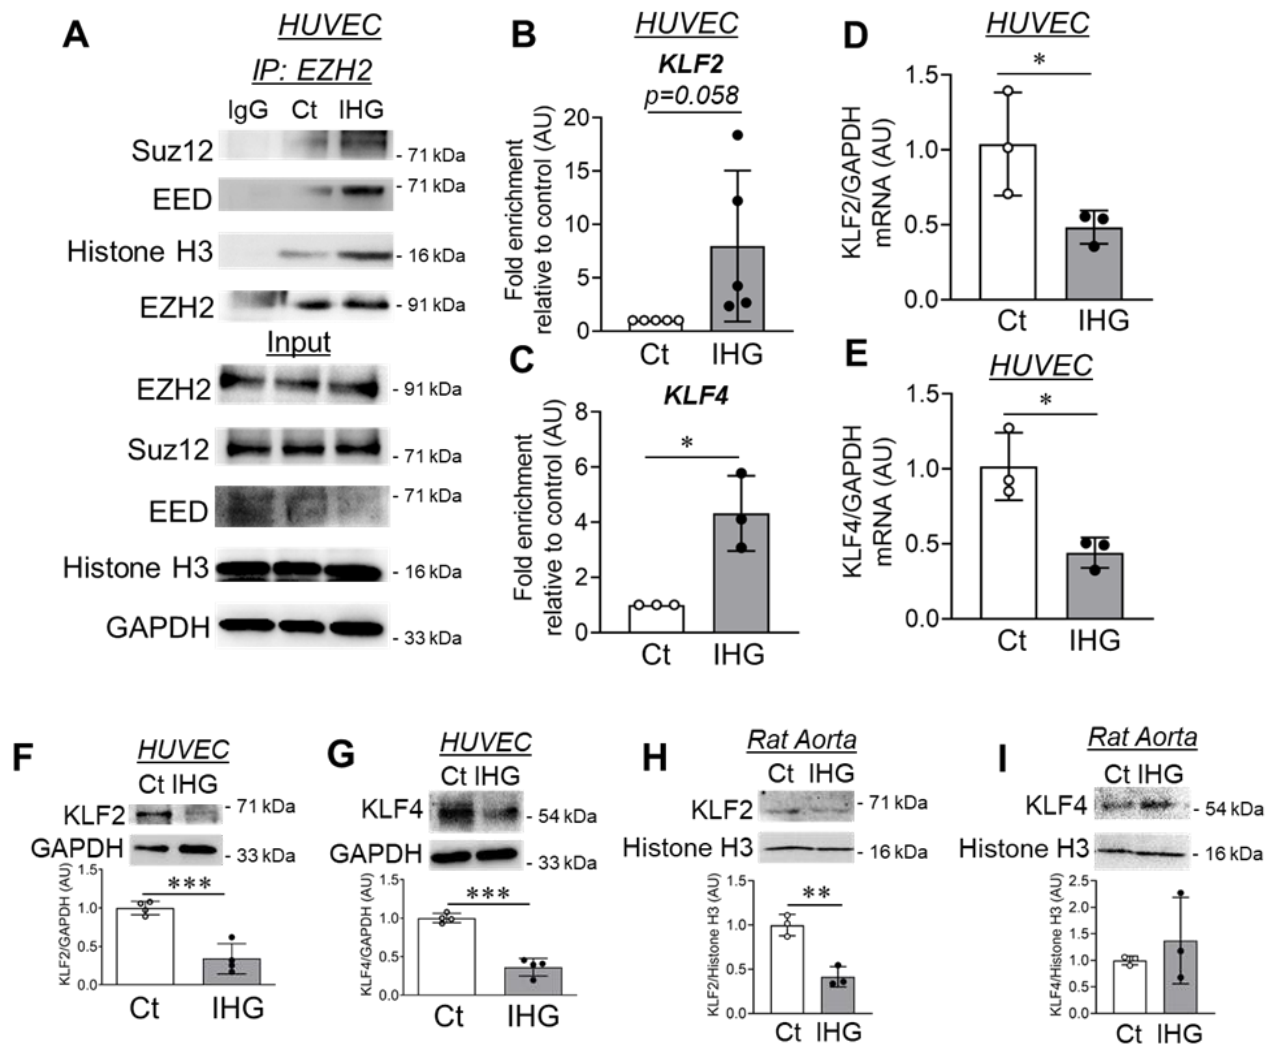 A
HUVEC
IP: EZH2
IgG Ct IHG
Suz12
- 71 kDa
EED
- 71 kDa
Histone H3
- 16 kDa
EZH2
- 91 kDa
Input
EZH2
- 91 kDa
Suz12
- 71 kDa
EED
- 71 kDa
Histone H3
- 16 kDa
GAPDH
- 33 kDa
B
HUVEC
KLF2
p=0.058
Fold enrichment
relative to control (AU)
20
15
10
5
0
Ct IHG
C
KLF4
*
Fold enrichment
relative to control (AU)
8
6
4
2
0
Ct IHG
D
HUVEC
*
KLF2/GAPDH
mRNA (AU)
1.5
1.0
0.5
0.0
Ct IHG
E
HUVEC
*
KLF4/GAPDH
mRNA (AU)
1.5
1.0
0.5
0.0
Ct IHG
F
HUVEC
Ct IHG
KLF2
- 71 kDa
GAPDH
- 33 kDa
***
KLF2/GAPDH (AU)
1.5
1.0
0.5
0.0
Ct IHG
G
HUVEC
Ct IHG
KLF4
- 54 kDa
GAPDH
- 33 kDa
***
KLF4/GAPDH (AU)
1.5
1.0
0.5
0.0
Ct IHG
H
Rat Aorta
Ct IHG
KLF2
- 71 kDa
Histone H3
- 16 kDa
**
KLF2/Histone H3 (AU)
1.5
1.0
0.5
0.0
Ct IHG
I
Rat Aorta
Ct IHG
KLF4
- 54 kDa
Histone H3
- 16 kDa
KLF4/Histone H3 (AU)
2.5
2.0
1.5
1.0
0.5
0.0
Ct IHG